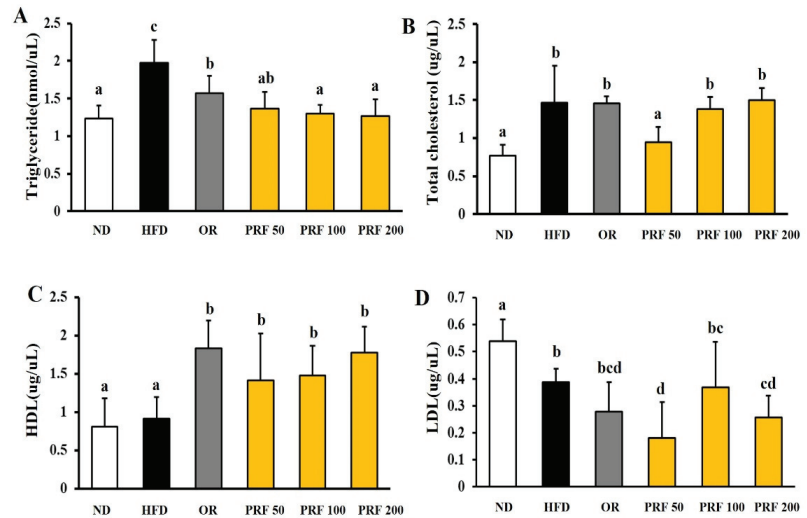 A
Triglyceride(nmol/uL)
2.5
2
1.5
1
0.5
0
a
c
b
ab
a
a
ND HFD OR PRF 50 PRF 100 PRF 200
B
Total cholesterol (ug/uL)
2.5
2
1.5
1
0.5
0
a
b
b
a
b
b
ND HFD OR PRF 50 PRF 100 PRF 200
C
HDL(ug/uL)
2.5
2
1.5
1
0.5
0
a
a
b
b
b
b
ND HFD OR PRF 50 PRF 100 PRF 200
D
LDL(ug/uL)
0.7
0.6
0.5
0.4
0.3
0.2
0.1
0
a
b
bcd
d
bc
cd
ND HFD OR PRF 50 PRF 100 PRF 200